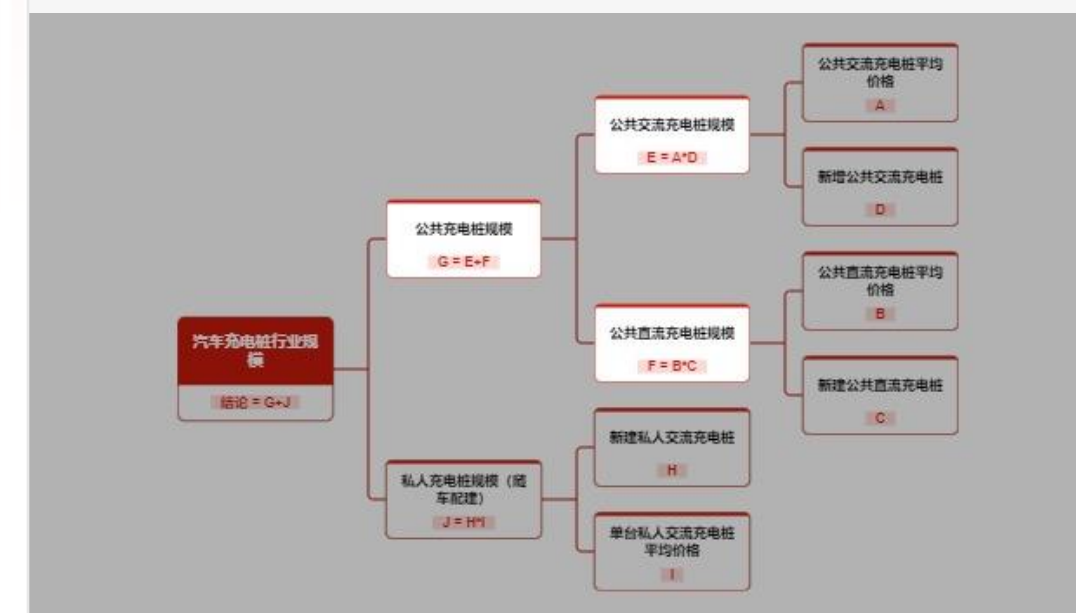 公共交流充电桩平均
价格
A
公共交流充电桩规模
E = A*D
新增公共交流充电桩
D
公共充电桩规模
G = E+F
公共直流充电桩平均
价格
B
汽车充电桩行业规
模
结论 = G+J
公共直流充电桩规模
F = B*C
新建公共直流充电桩
C
新建私人交流充电桩
H
私人充电桩规模（随
车配建）
J = H*I
单台私人交流充电桩
平均价格
I